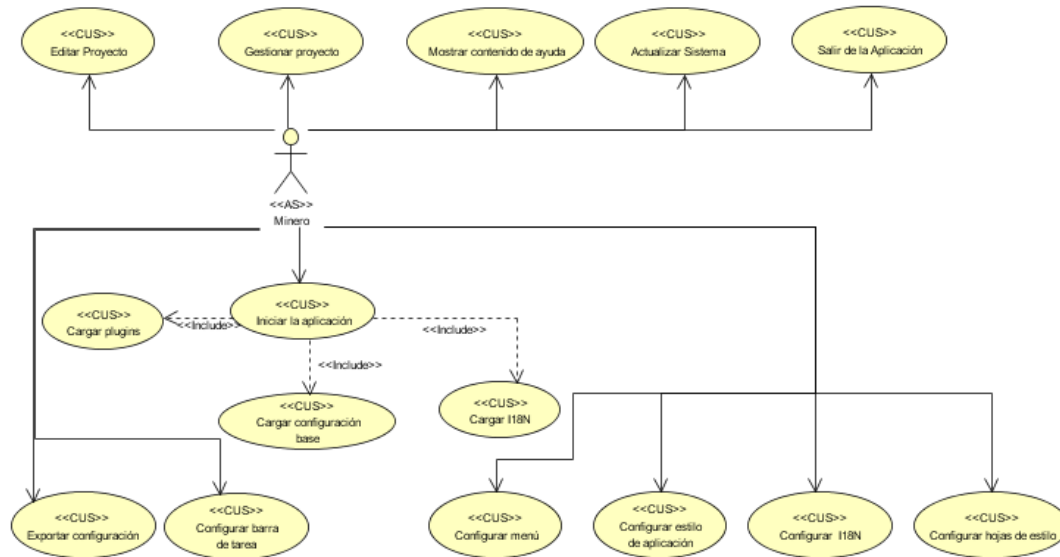 <<CUS>>
Editar Proyecto
<<CUS>>
Gestionar proyecto
<<CUS>>
Mostrar contenido de ayuda
<<CUS>>
Actualizar Sistema
<<CUS>>
Salir de la Aplicación
<<AS>>
Minero
<<CUS>>
Cargar plugins
<<Include>>
<<CUS>>
Iniciar la aplicación
<<Include>>
<<Include>>
<<CUS>>
Cargar configuración
base
<<CUS>>
Cargar I18N
<<CUS>>
Exportar configuración
<<CUS>>
Configurar barra
de tarea
<<CUS>>
Configurar menú
<<CUS>>
Configurar estilo
de aplicación
<<CUS>>
Configurar I18N
<<CUS>>
Configurar hojas de estilo